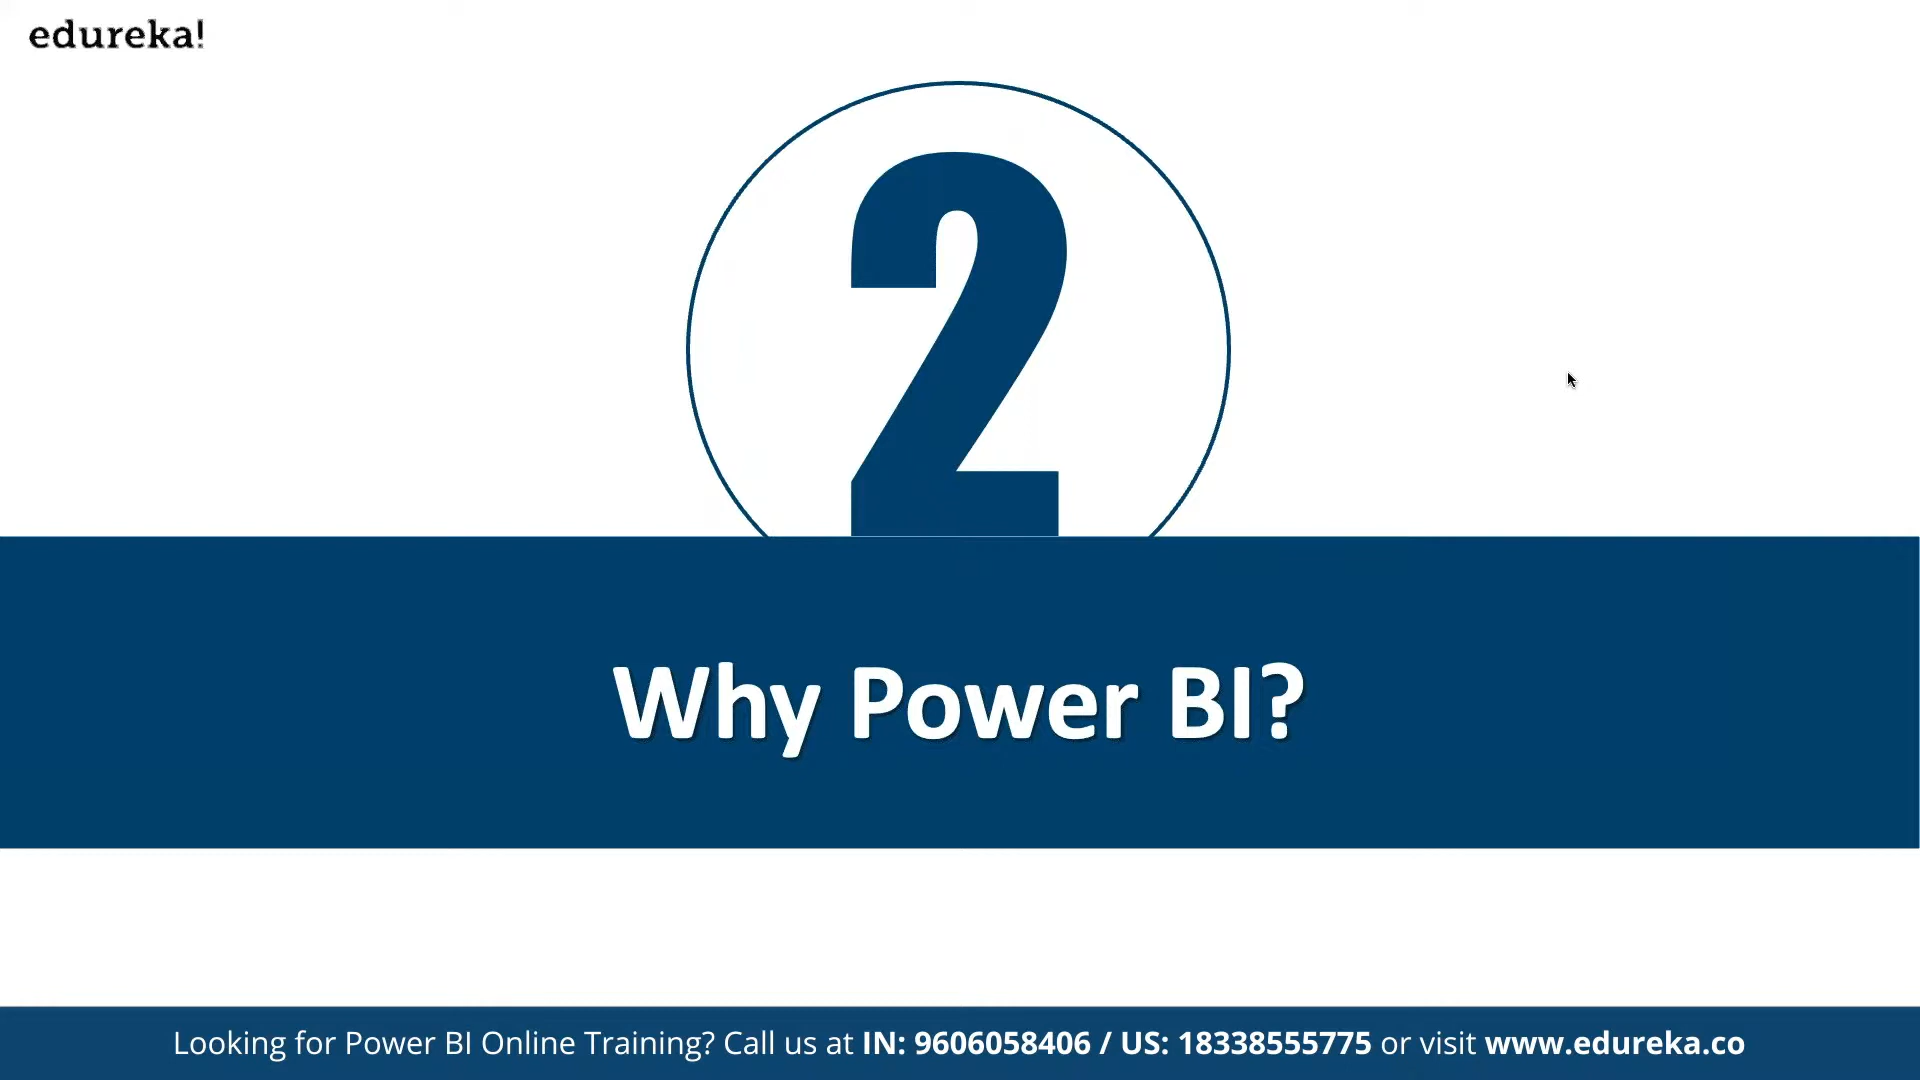 edureka!
2
Why Power BI?
Looking for Power BI Online Training? Call us at IN: 9606058406 / US: 18338555775 or visit www.edureka.co